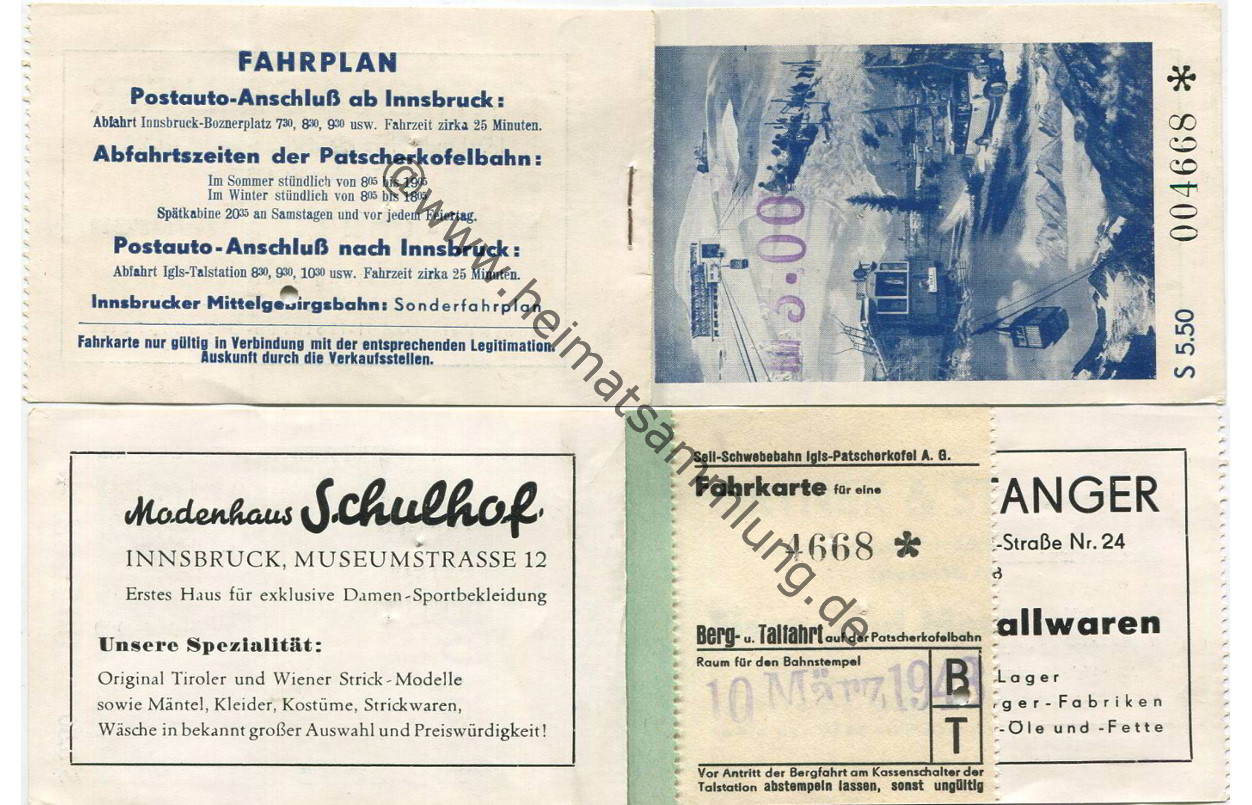 FAHRPLAN
Postauto-Anschluß ab Innsbruck:
Abfahrt Innsbruck-Boznerplatz 7³⁰, 8³⁰, 9³⁰ usw. Fahrzeit zirka 25 Minuten.
Abfahrtszeiten der Patscherkofelbahn:
Im Sommer stündlich von 8⁰⁵ bis 19⁰⁵
Im Winter stündlich von 8⁰⁵ bis 18⁰⁵
Spätkabine 20³⁵ an Samstagen und vor jedem Feiertag.
Postauto-Anschluß nach Innsbruck:
Abfahrt Igls-Talstation 8³⁰, 9³⁰, 10³⁰ usw. Fahrzeit zirka 25 Minuten.
Innsbrucker Mittelgebirgsbahn: Sonderfahrplan
Fahrkarte nur gültig in Verbindung mit der entsprechenden Legitimation.
Auskunft durch die Verkaufsstellen.
5.00
S 5.50 004668 *
@www.heimatsammlung.de
Modenhaus Schulhof
INNSBRUCK, MUSEUMSTRASSE 12
Erstes Haus für exklusive Damen-Sportbekleidung
Unsere Spezialität:
Original Tiroler und Wiener Strick-Modelle
sowie Mäntel, Kleider, Kostüme, Strickwaren,
Wäsche in bekannt großer Auswahl und Preiswürdigkeit!
Seil-Schwebebahn Igls-Patscherkofel A. G.
Fahrkarte für eine
4668 *
Berg- u. Talfahrt auf der Patscherkofelbahn
Raum für den Bahnstempel
10 März 194
B
T
Vor Antritt der Bergfahrt am Kassenschalter der
Talstation abstempeln lassen, sonst ungültig
ANGER
-Straße Nr. 24
allwaren
Lager
ger-Fabriken
-Öle und -Fette